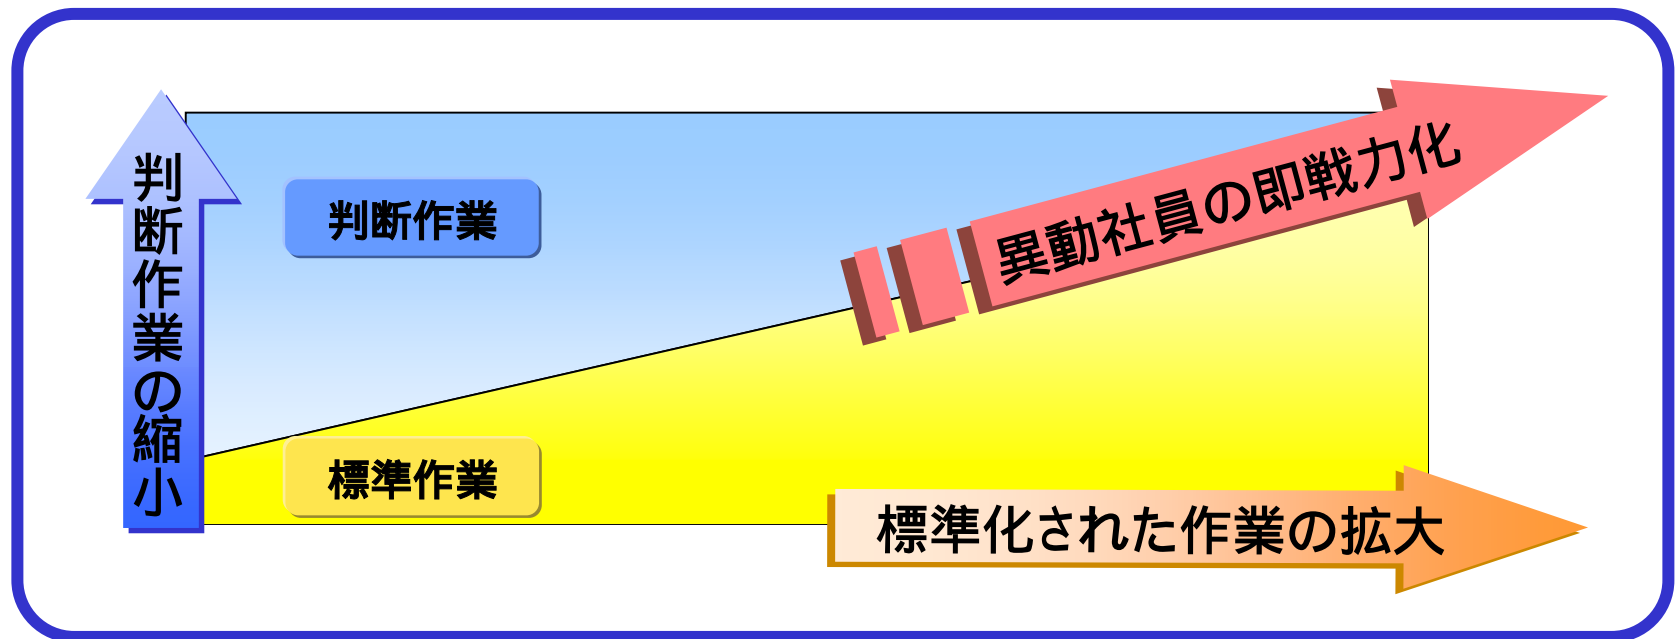 判断作業の縮小
判断作業
異動社員の即戦力化
標準作業
標準化された作業の拡大